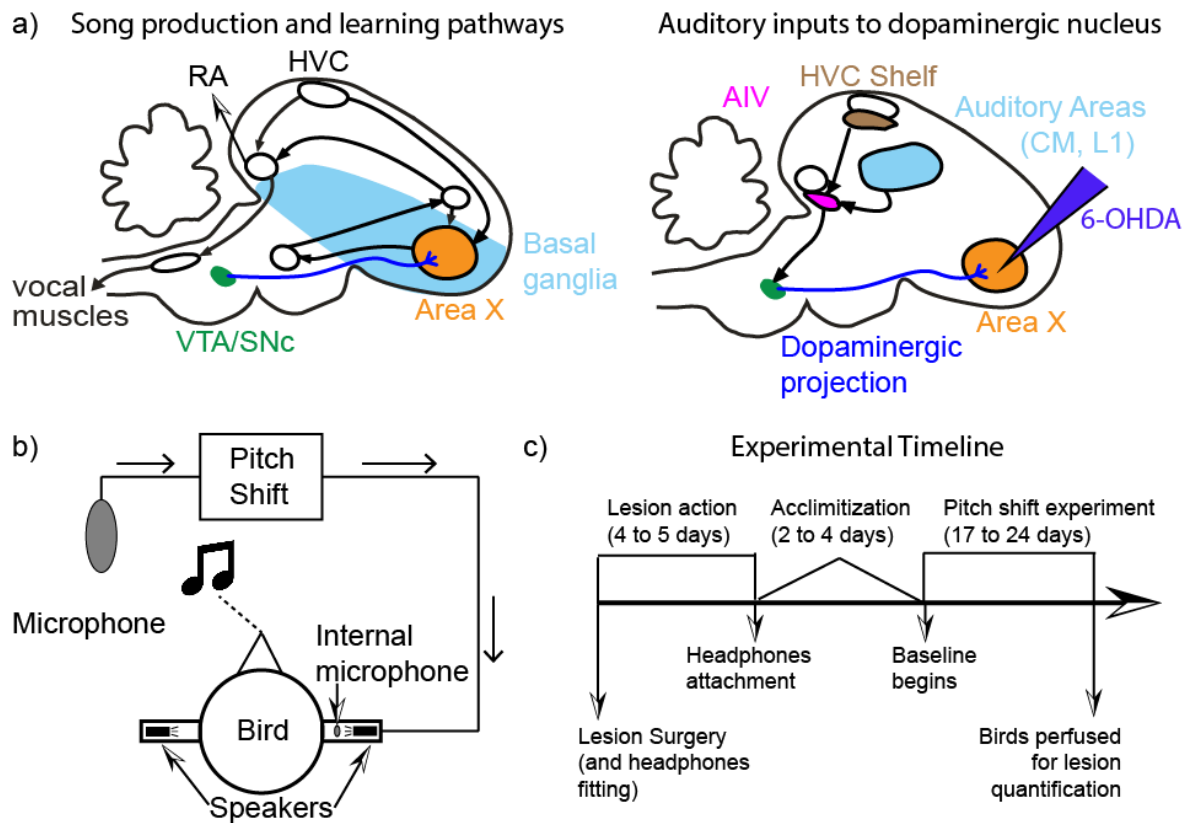 a)
Song production and learning pathways
HVC
RA
Basal
ganglia
Area X
vocal
muscles
VTA/SNc
Auditory inputs to dopaminergic nucleus
HVC Shelf
AIV
Auditory Areas
(CM, L1)
6-OHDA
Area X
Dopaminergic
projection
b)
Pitch
Shift
Microphone
Internal
microphone
Bird
Speakers
c)
Experimental Timeline
Lesion action
(4 to 5 days)
Acclimitization
(2 to 4 days)
Pitch shift experiment
(17 to 24 days)
Headphones
attachment
Baseline
begins
Lesion Surgery
(and headphones
fitting)
Birds perfused
for lesion
quantification